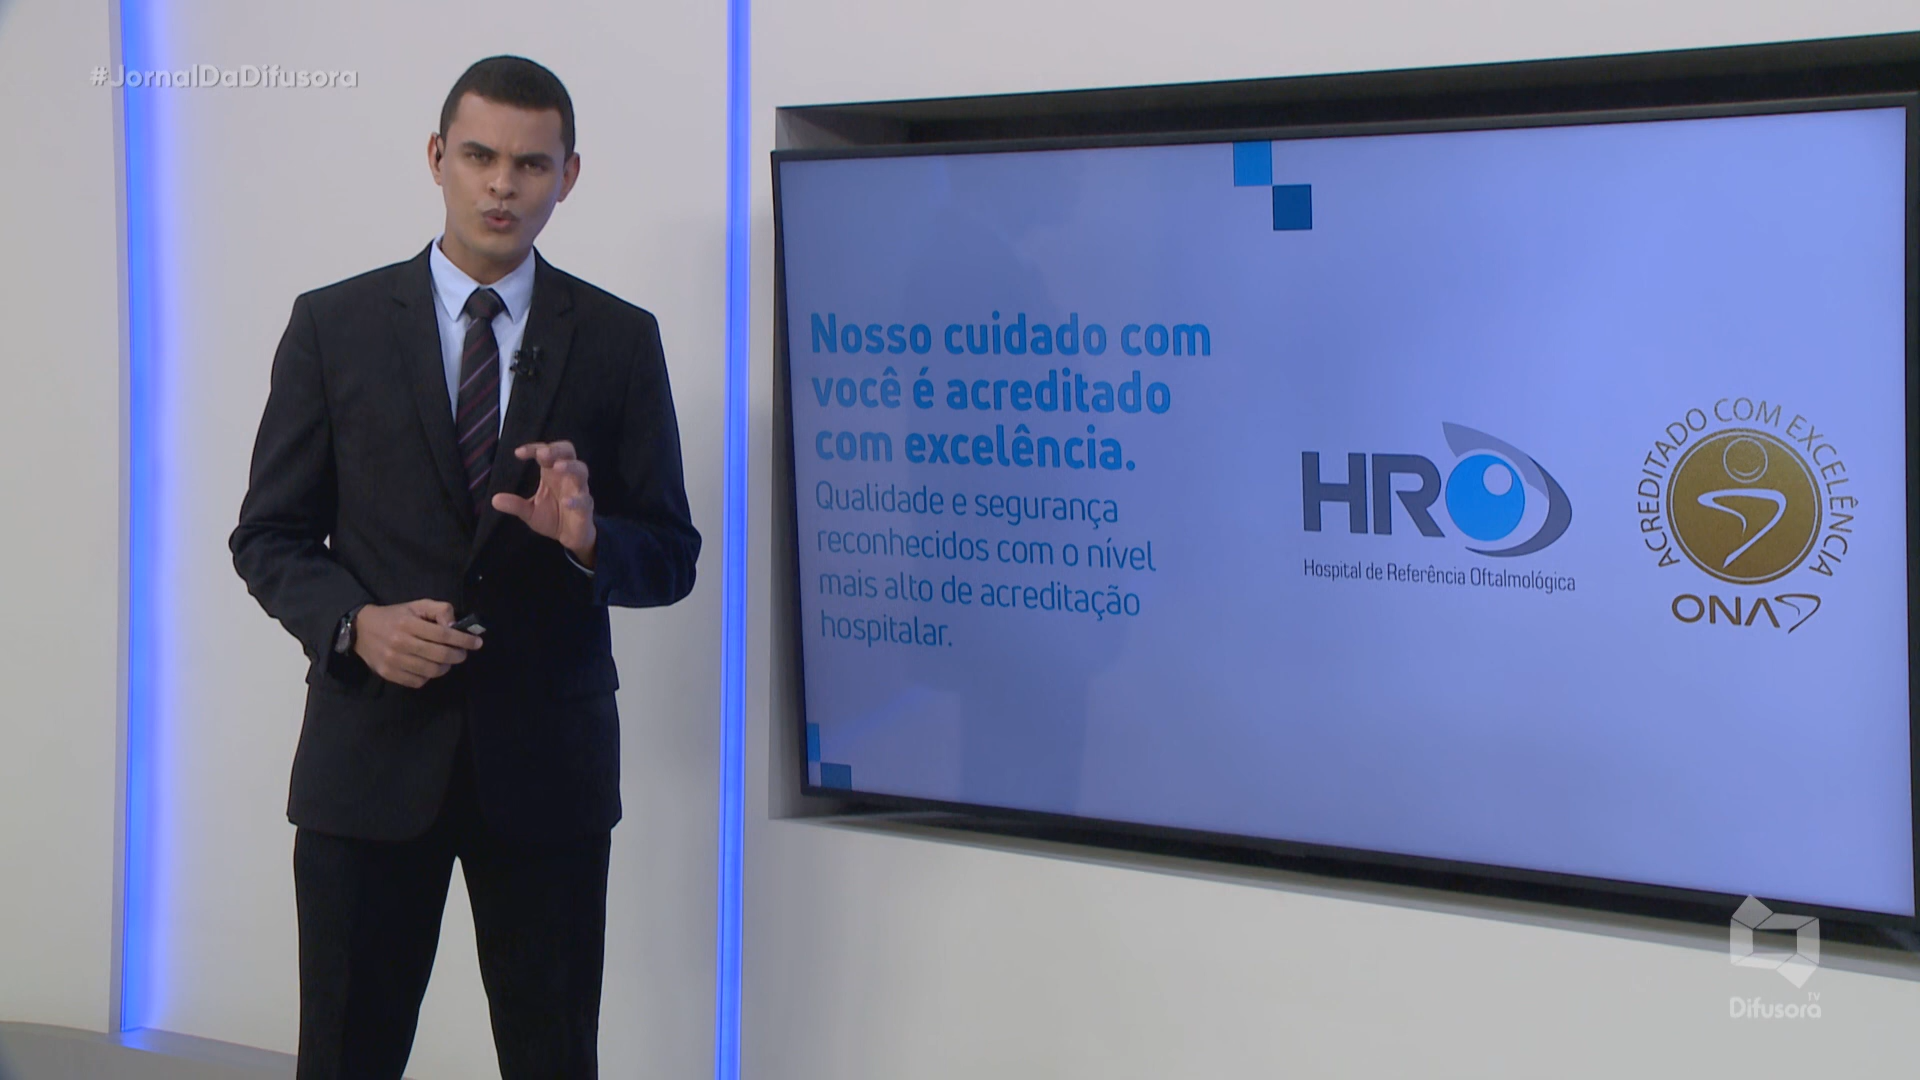 #JornalDaDifusora
Nosso cuidado com
você é acreditado
com excelência.
Qualidade e segurança
reconhecidos com o nível
mais alto de acreditação
hospitalar.
HRO
Hospital de Referência Oftalmológica
ACREDITADO COM EXCELÊNCIA
ONA
TV
Difusora